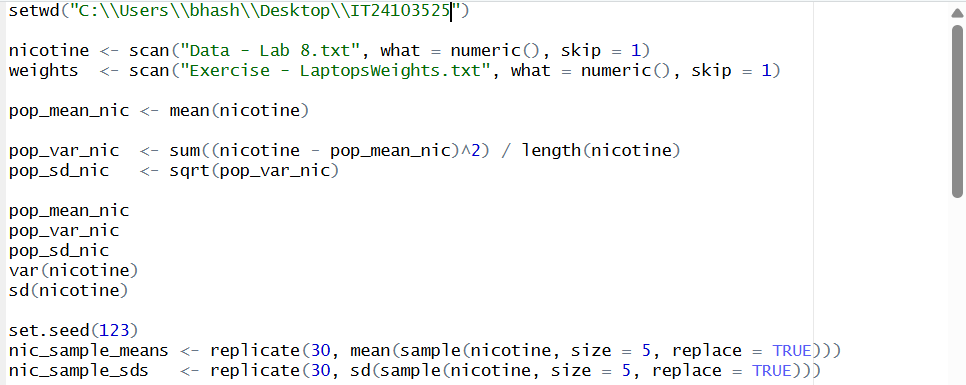 setwd("C:\\Users\\bhash\\Desktop\\IT24103525")
nicotine <- scan("Data - Lab 8.txt", what = numeric(), skip = 1)
weights  <- scan("Exercise - LaptopsWeights.txt", what = numeric(), skip = 1)
pop_mean_nic <- mean(nicotine)
pop_var_nic  <- sum((nicotine - pop_mean_nic)^2) / length(nicotine)
pop_sd_nic   <- sqrt(pop_var_nic)
pop_mean_nic
pop_var_nic
pop_sd_nic
var(nicotine)
sd(nicotine)
set.seed(123)
nic_sample_means <- replicate(30, mean(sample(nicotine, size = 5, replace = TRUE)))
nic_sample_sds   <- replicate(30, sd(sample(nicotine, size = 5, replace = TRUE)))